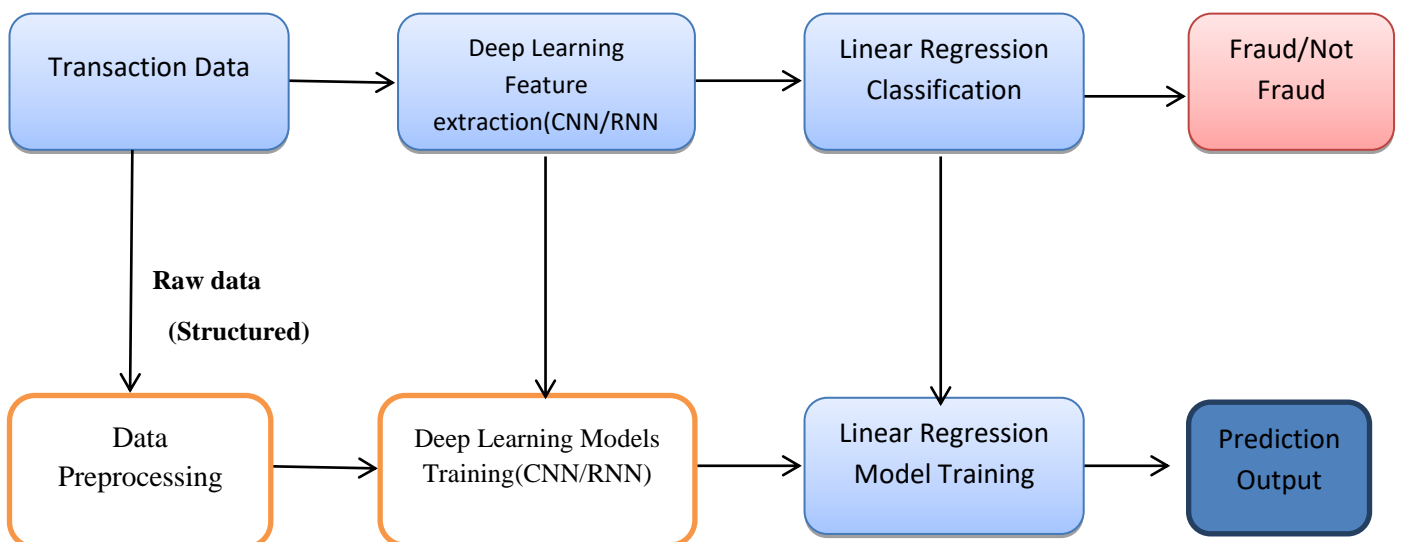 Transaction Data
Deep Learning
Feature
extraction(CNN/RNN
Linear Regression
Classification
Fraud/Not
Fraud
Raw data
(Structured)
Data
Preprocessing
Deep Learning Models
Training(CNN/RNN)
Linear Regression
Model Training
Prediction
Output